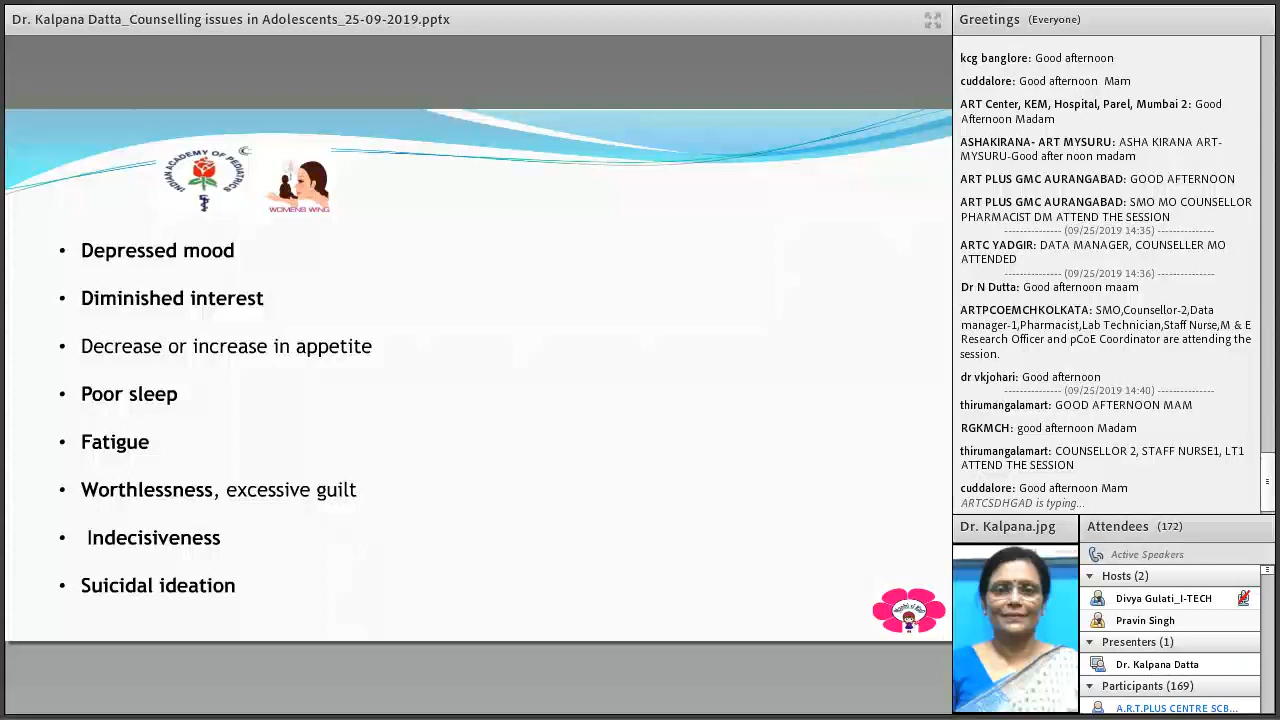 Dr. Kalpana Datta_Counselling issues in Adolescents_25-09-2019.pptx
INDIAN ACADEMY OF PEDIATRICS
WOMENS WING
• Depressed mood
• Diminished interest
• Decrease or increase in appetite
• Poor sleep
• Fatigue
• Worthlessness, excessive guilt
• Indecisiveness
• Suicidal ideation
Greetings (Everyone)
kcg banglore: Good afternoon
cuddalore: Good afternoon Mam
ART Center, KEM, Hospital, Parel, Mumbai 2: Good
Afternoon Madam
ASHAKIRANA- ART MYSURU: ASHA KIRANA ART-
MYSURU-Good after noon madam
ART PLUS GMC AURANGABAD: GOOD AFTERNOON
ART PLUS GMC AURANGABAD: SMO MO COUNSELLOR
PHARMACIST DM ATTEND THE SESSION
--------------- (09/25/2019 14:35) ---------------
ARTC YADGIR: DATA MANAGER, COUNSELLER MO
ATTENDED
--------------- (09/25/2019 14:36) ---------------
Dr N Dutta: Good afternoon maam
ARTPCOEMCHKOLKATA: SMO,Counsellor-2,Data
manager-1,Pharmacist,Lab Technician,Staff Nurse,M & E
Research Officer and pCoE Coordinator are attending the
session.
dr vkjohari: Good afternoon
--------------- (09/25/2019 14:40) ---------------
thirumangalamart: GOOD AFTERNOON MAM
RGKMCH: good afternoon Madam
thirumangalamart: COUNSELLOR 2, STAFF NURSE1, LT1
ATTEND THE SESSION
cuddalore: Good afternoon Mam
ARTCSDHGAD is typing...
Dr. Kalpana.jpg
Attendees (172)
Active Speakers
Hosts (2)
Divya Gulati_I-TECH
Pravin Singh
Presenters (1)
Dr. Kalpana Datta
Participants (169)
A.R.T.PLUS CENTRE SCB...